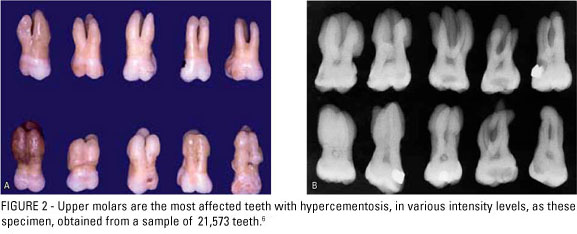 A
B
FIGURE 2 - Upper molars are the most affected teeth with hypercementosis, in various intensity levels, as these
specimen, obtained from a sample of 21,573 teeth.6